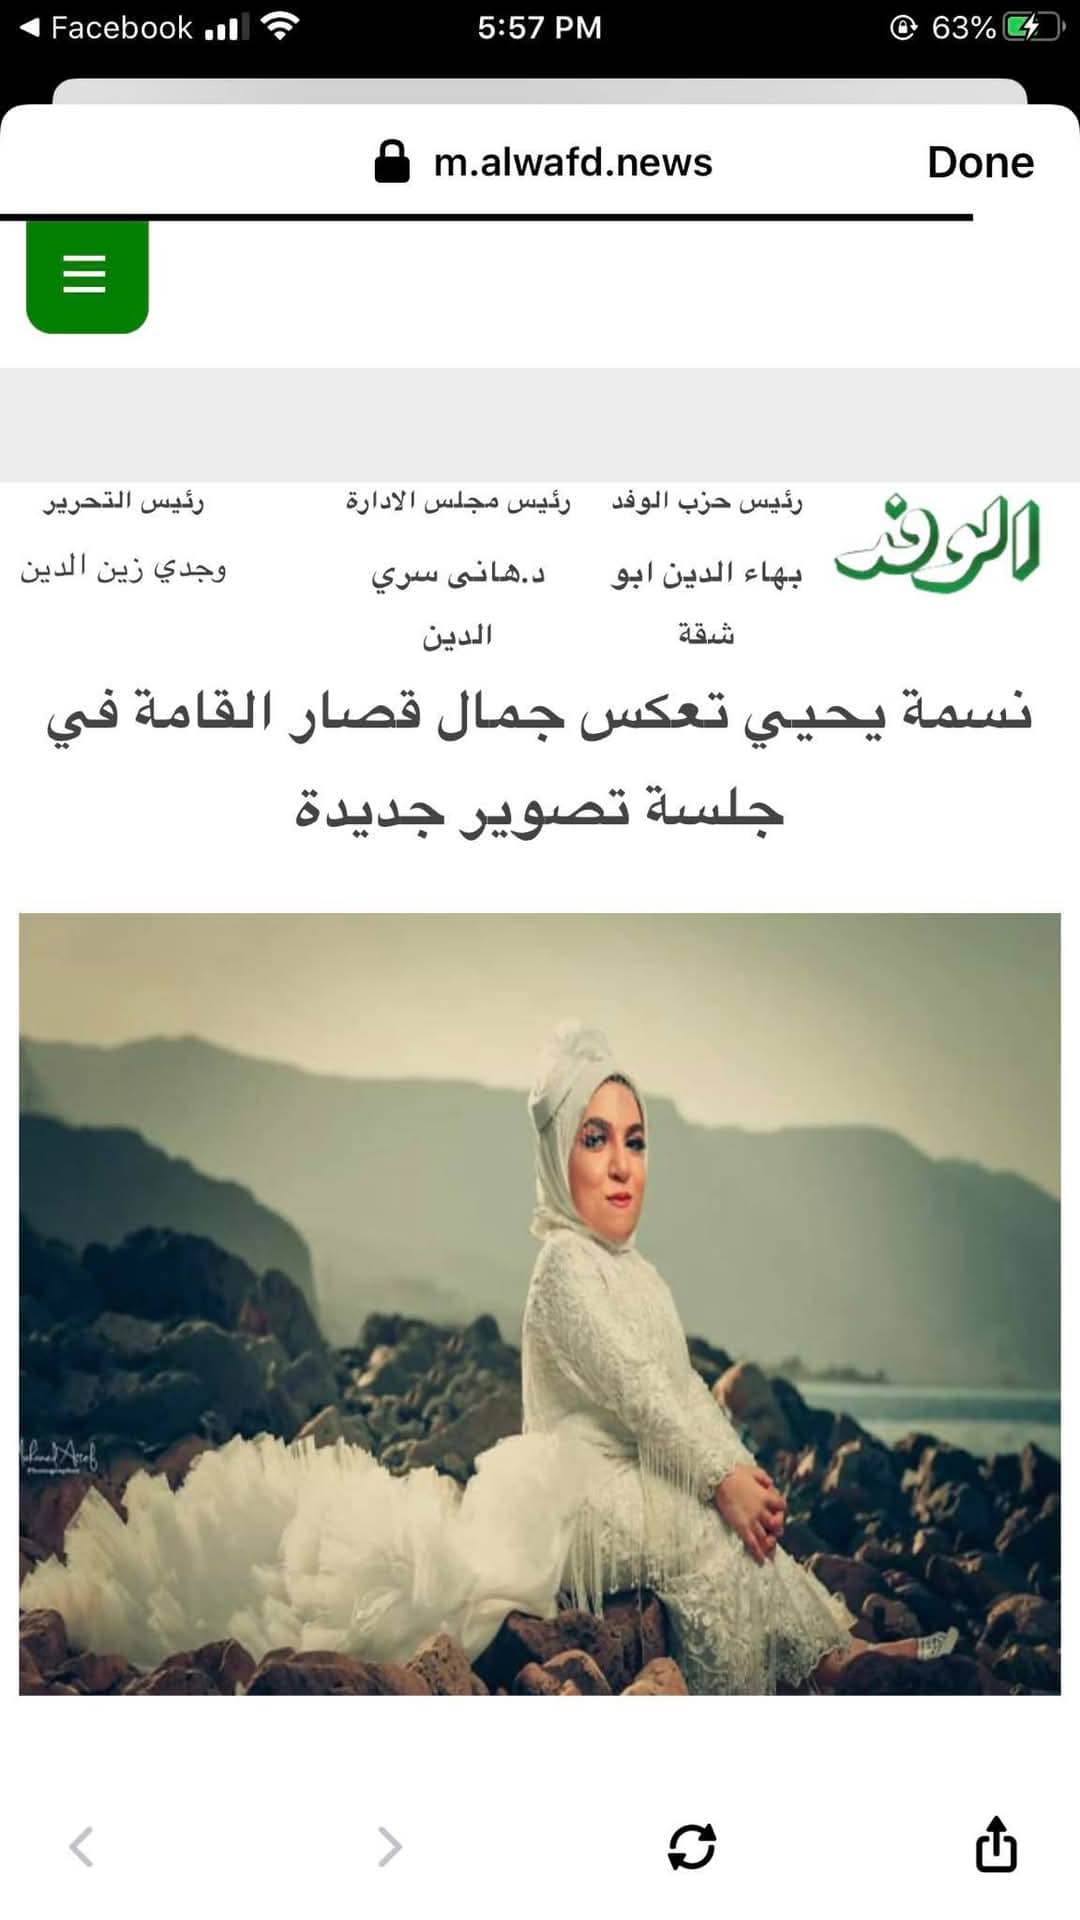 Facebook
5:57 PM
63%
m.alwafd.news
Done
الوفد
رئيس حزب الوفد
بهاء الدين ابو
شقة
رئيس مجلس الادارة
د.هانى سري
الدين
رئيس التحرير
وجدي زين الدين
نسمة يحيي تعكس جمال قصار القامة في
جلسة تصوير جديدة
Photographer